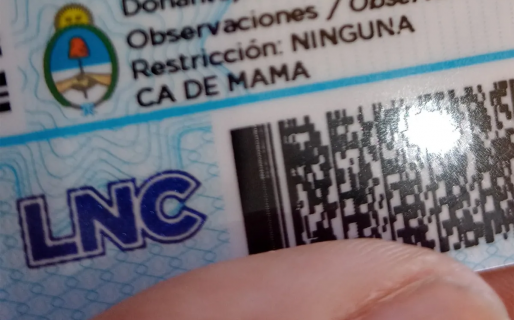 Observaciones /
Restricción: NINGUNA
CA DE MAMA
LNC